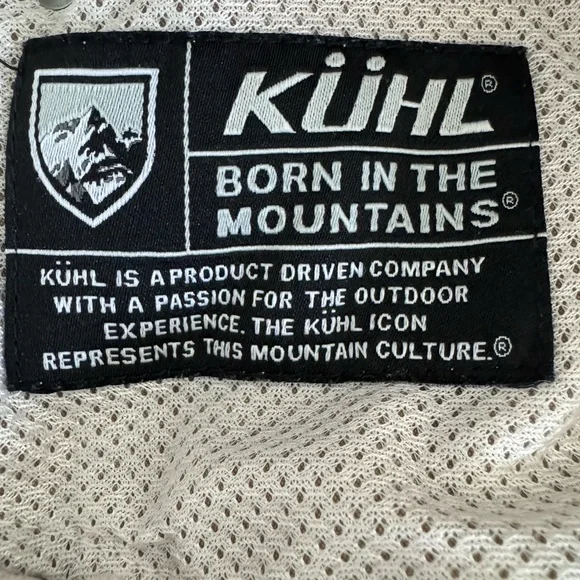 KÜHL®
BORN IN THE
MOUNTAINS®
KÜHL IS A PRODUCT DRIVEN COMPANY
WITH A PASSION FOR THE OUTDOOR
EXPERIENCE. THE KÜHL ICON
REPRESENTS THIS MOUNTAIN CULTURE.®